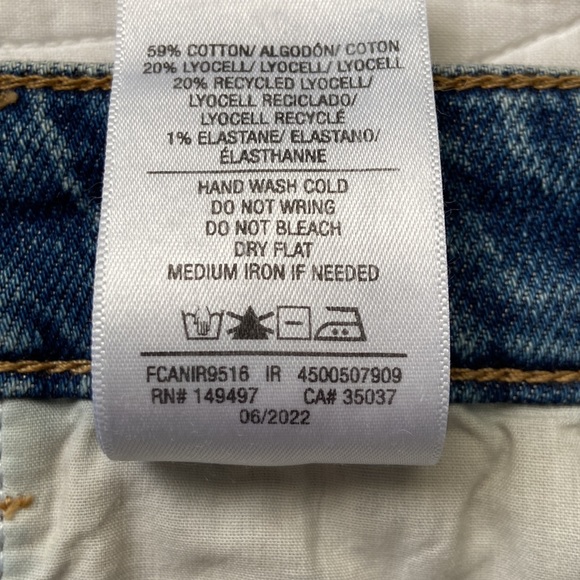 59% COTTON/ ALGODÓN/ COTON
20% LYOCELL/ LYOCELL/ LYOCELL
20% RECYCLED LYOCELL/
LYOCELL RECICLADO/
LYOCELL RECYCLÉ
1% ELASTANE/ ELASTANO/
ÉLASTHANNE
HAND WASH COLD
DO NOT WRING
DO NOT BLEACH
DRY FLAT
MEDIUM IRON IF NEEDED
FCANIR9516 IR 4500507909
RN# 149497 CA# 35037
06/2022